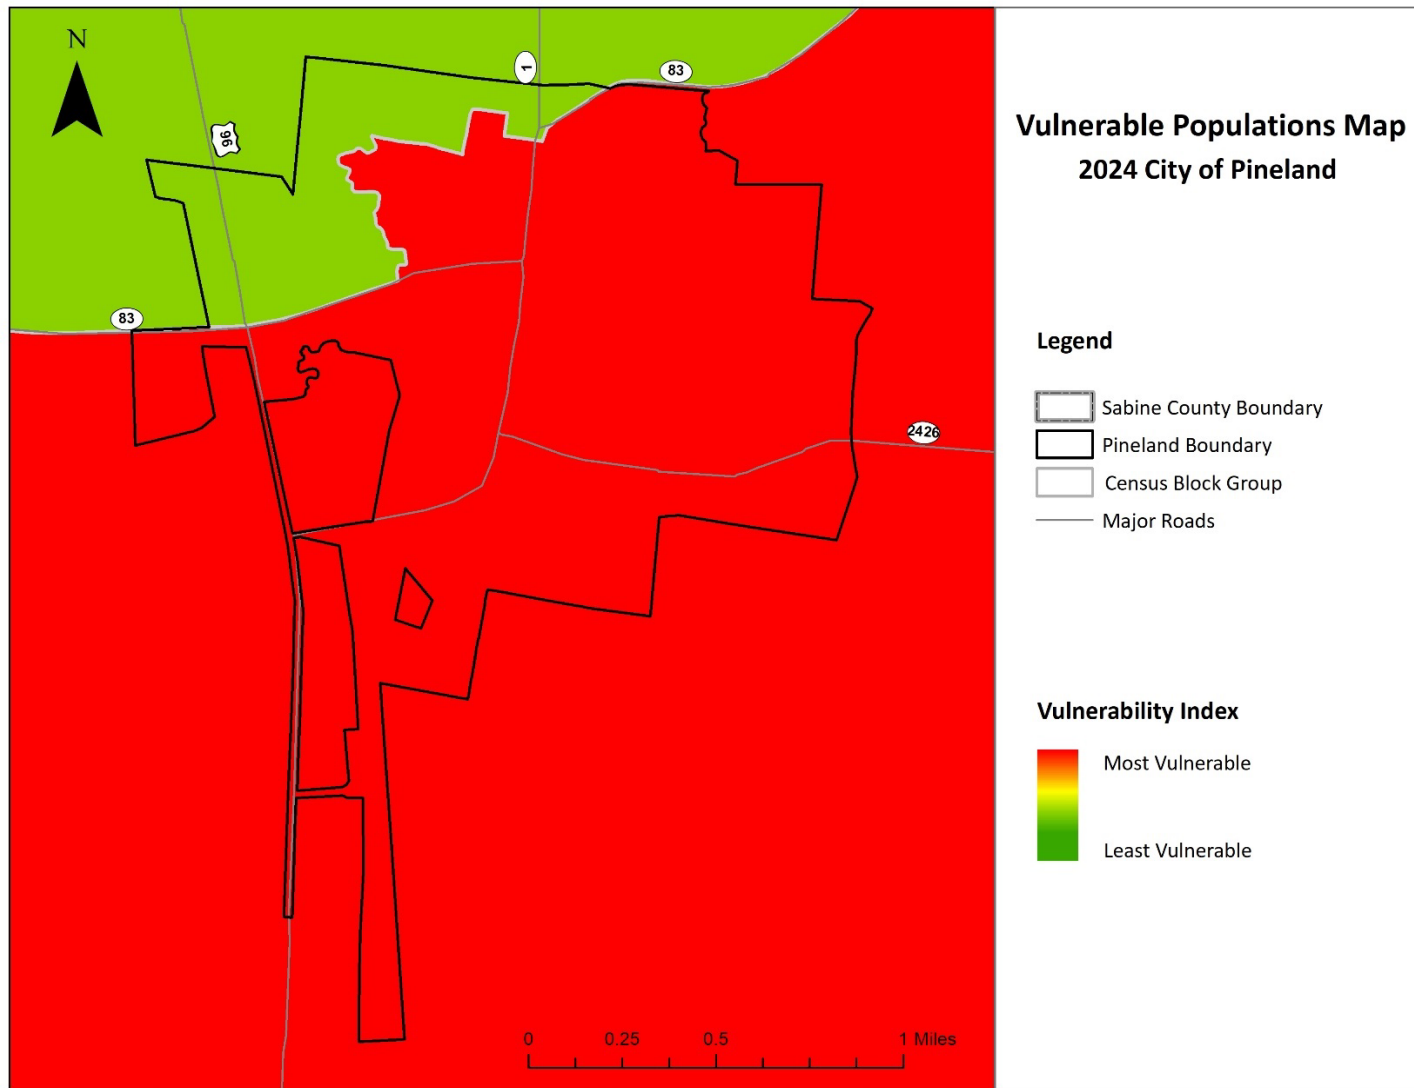 N
96
1
83
83
2426
0
0.25
0.5
1 Miles
Vulnerable Populations Map
2024 City of Pineland
Legend
Sabine County Boundary
Pineland Boundary
Census Block Group
Major Roads
Vulnerability Index
Most Vulnerable
Least Vulnerable